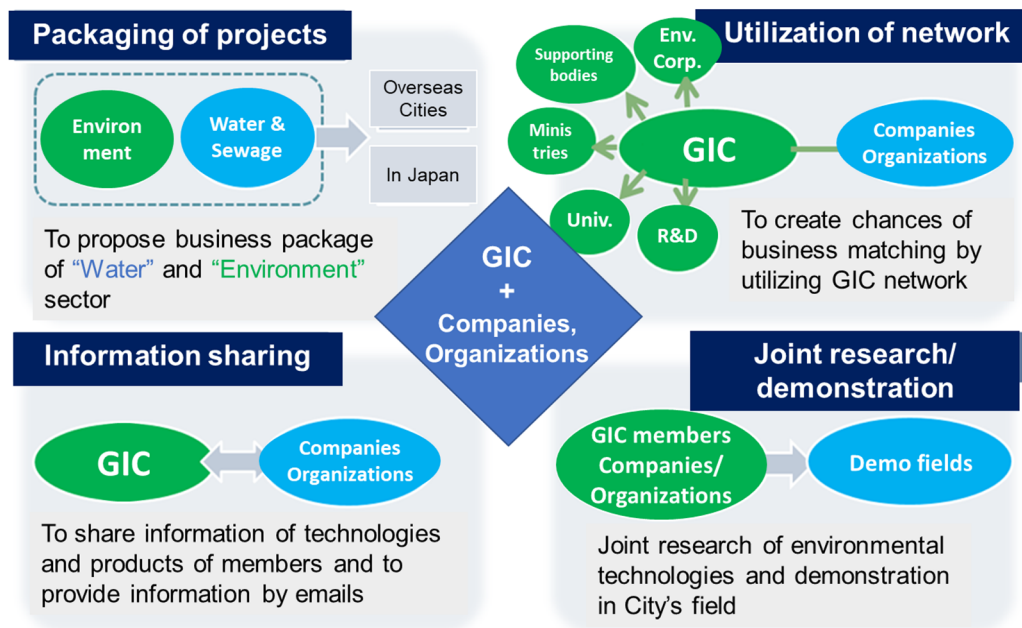 Packaging of projects
Environ
ment
Water &
Sewage
Overseas
Cities
In Japan
To propose business package
of “Water” and “Environment”
sector
Utilization of network
Supporting
bodies
Env.
Corp.
Minis
tries
GIC
Companies
Organizations
Univ.
R&D
To create chances of
business matching by
utilizing GIC network
GIC
+
Companies,
Organizations
Information sharing
GIC
Companies
Organizations
To share information of technologies
and products of members and to
provide information by emails
Joint research/
demonstration
GIC members
Companies/
Organizations
Demo fields
Joint research of environmental
technologies and demonstration
in City’s field